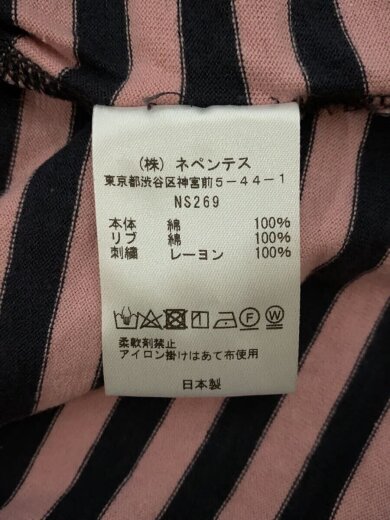 （株）ネペンテス
東京都渋谷区神宮前５－４４－１
NS269
本体 綿 100%
リブ 綿 100%
刺繍 レーヨン 100%
Ⓕ Ⓦ
柔軟剤禁止
アイロン掛けはあて布使用
日本製